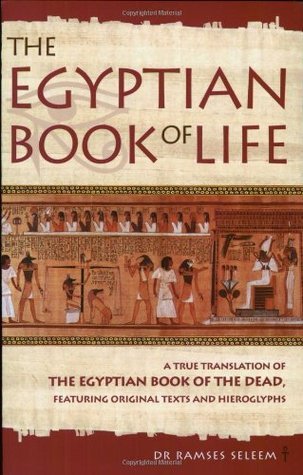 THE
EGYPTIAN
BOOK OF LIFE
A TRUE TRANSLATION OF
THE EGYPTIAN BOOK OF THE DEAD,
FEATURING ORIGINAL TEXTS AND HIEROGLYPHS
DR RAMSES SELEEM